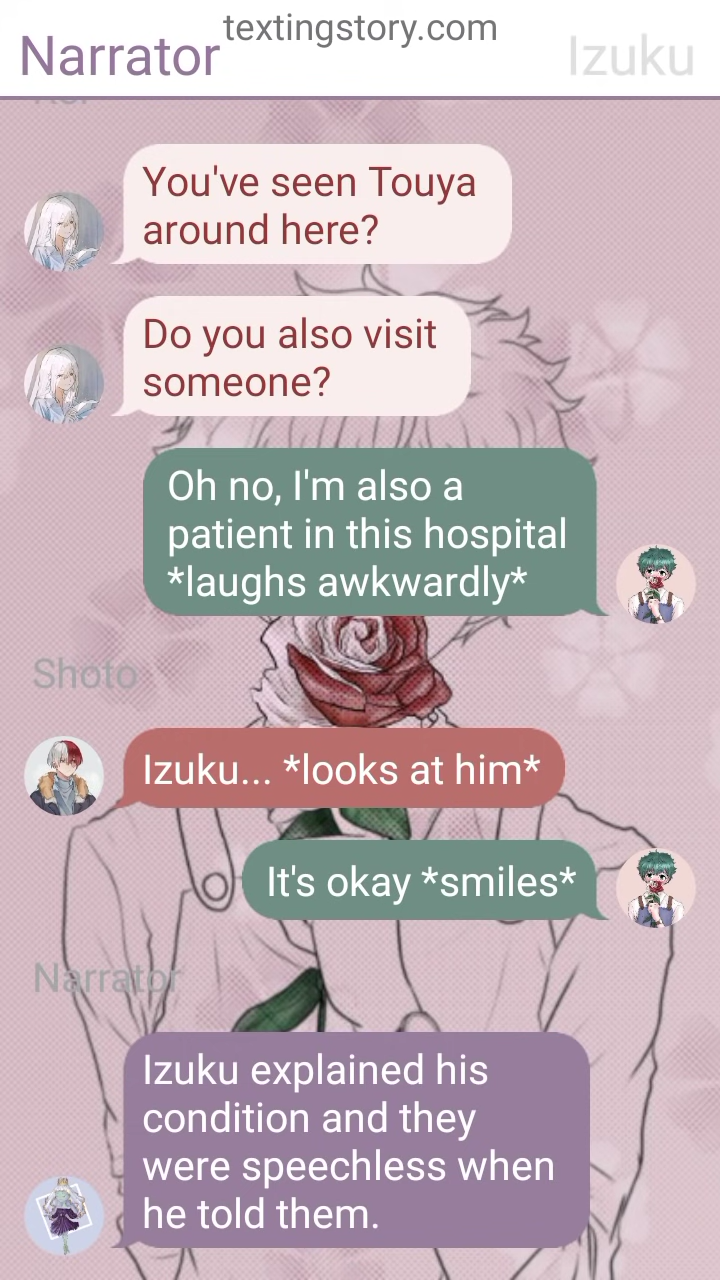 textingstory.com
Narrator
Izuku
You've seen Touya
around here?
Do you also visit
someone?
Oh no, I'm also a
patient in this hospital
*laughs awkwardly*
Shoto
Izuku... *looks at him*
It's okay *smiles*
Narrator
Izuku explained his
condition and they
were speechless when
he told them.